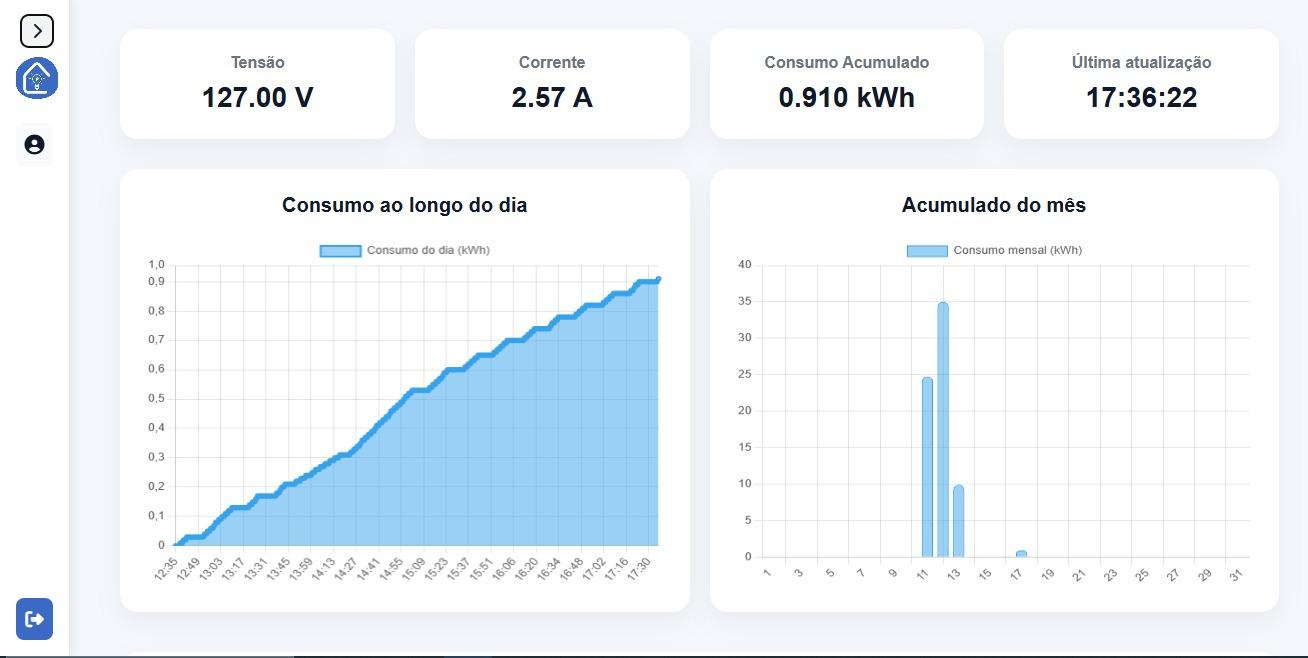 Tensão
127.00 V
Corrente
2.57 A
Consumo Acumulado
0.910 kWh
Última atualização
17:36:22
Consumo ao longo do dia
Consumo do dia (kWh)
1,0
0,9
0,8
0,7
0,6
0,5
0,4
0,3
0,2
0,1
0
12:35 12:49 13:03 13:17 13:31 13:45 13:59 14:13 14:27 14:41 14:55 15:09 15:23 15:37 15:51 16:06 16:20 16:34 16:48 17:02 17:16 17:30
Acumulado do mês
Consumo mensal (kWh)
40
35
30
25
20
15
10
5
0
1 3 5 7 9 11 13 15 17 19 21 23 25 27 29 31